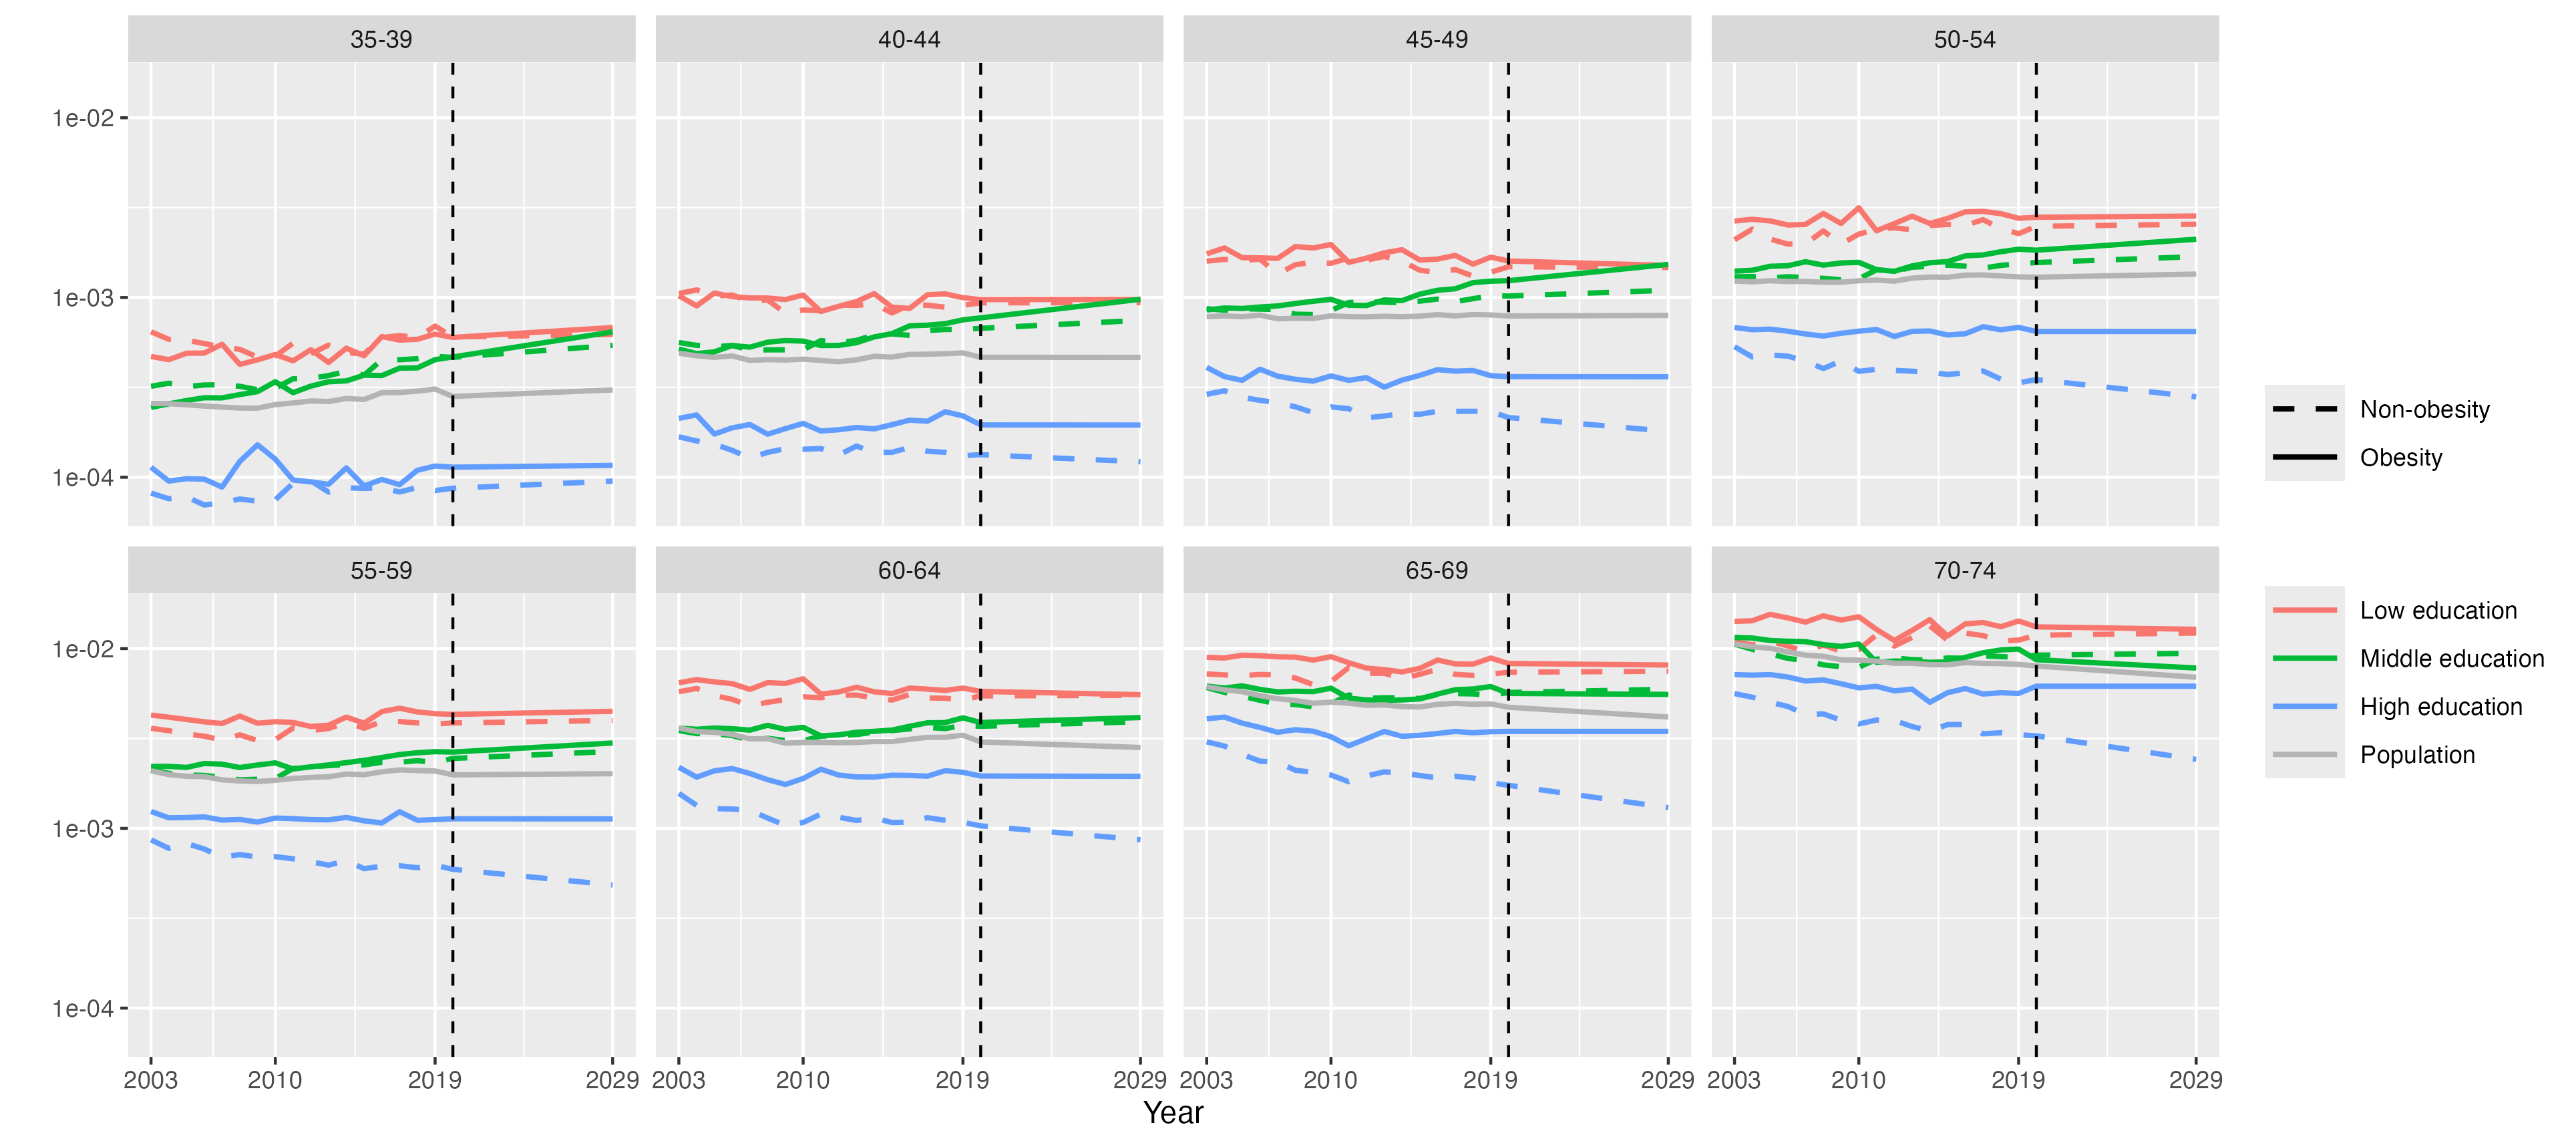 35-39 40-44 45-49 50-54
1e-02
1e-03
1e-04
55-59 60-64 65-69 70-74
1e-02
1e-03
1e-04
2003 2010 2019 2029 2003 2010 2019 2029 2003 2010 2019 2029 2003 2010 2019 2029
Year
Non-obesity
Obesity
Low education
Middle education
High education
Population